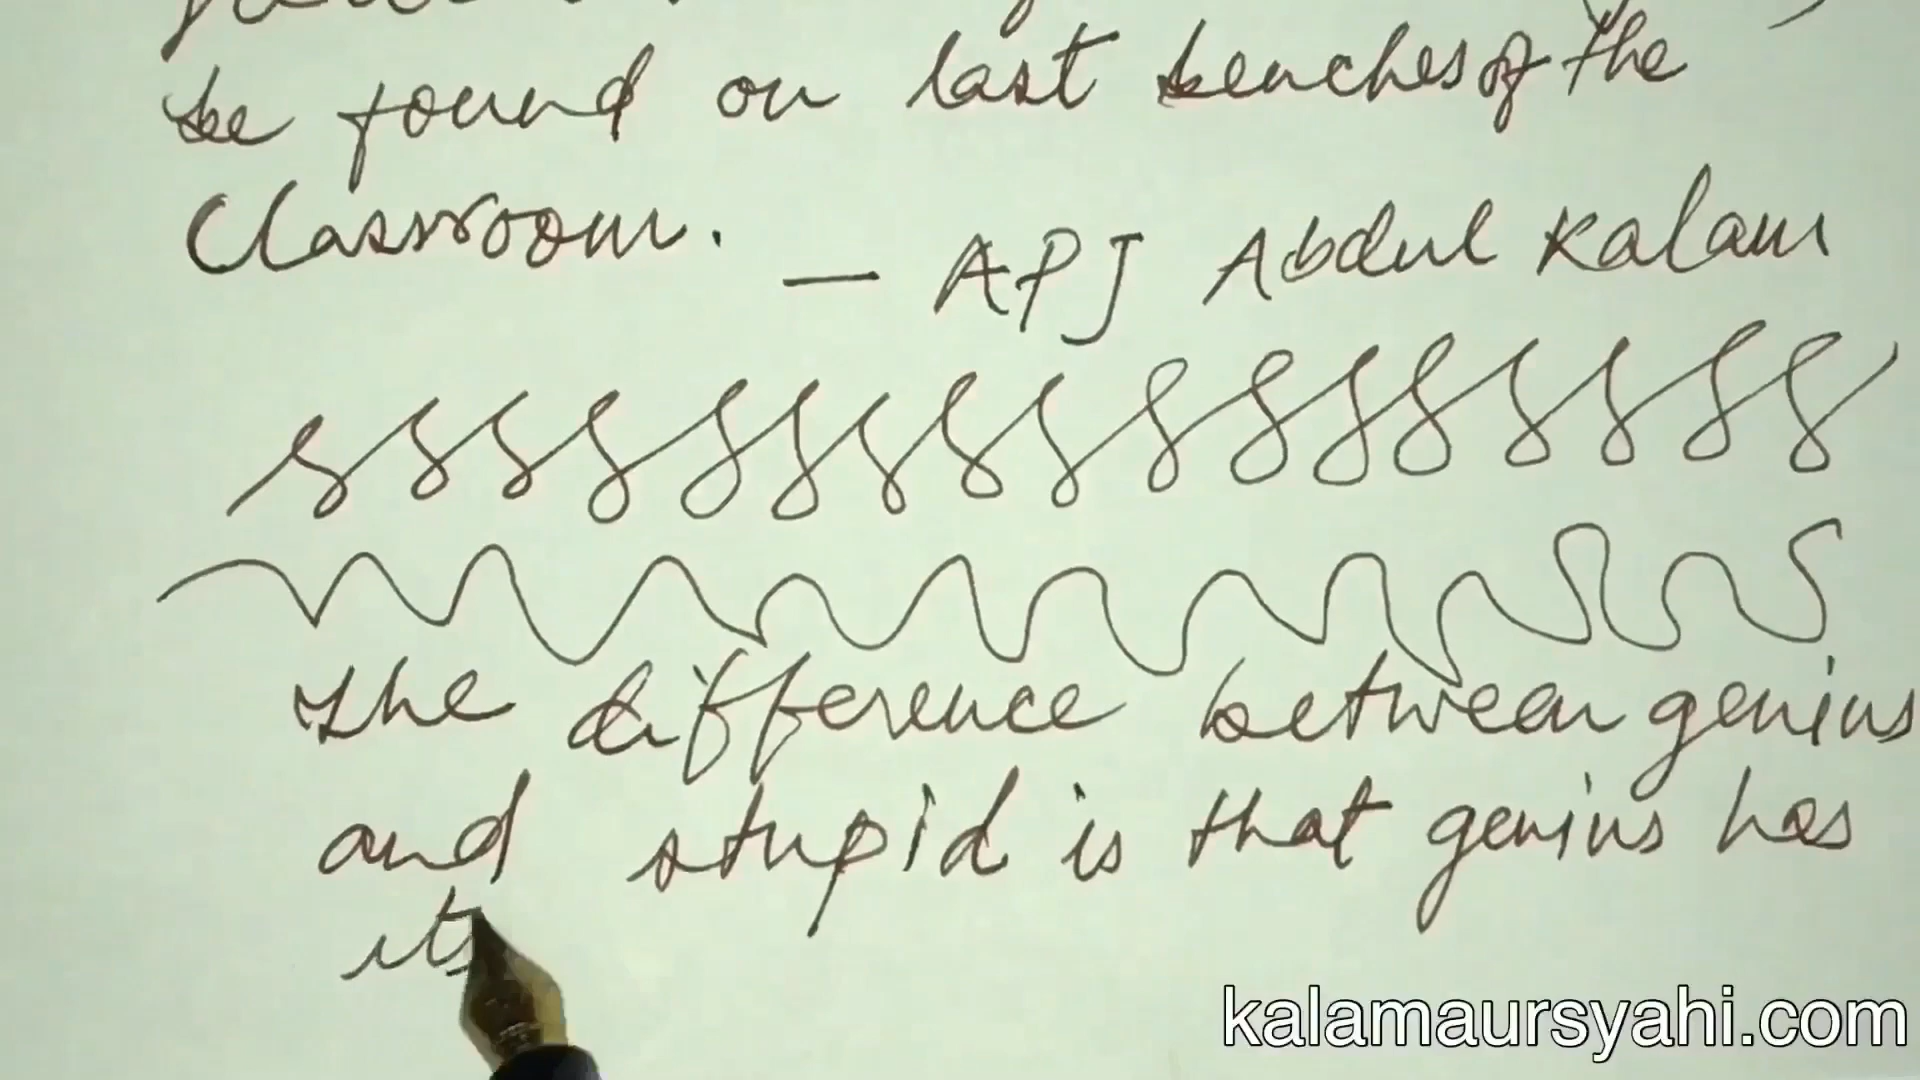 be found on last benches of the
Classroom.
— APJ Abdul Kalam
The difference between genius
and stupid is that genius has
its
kalamaursyahi.com